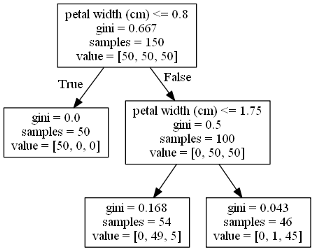 petal width (cm) <= 0.8
gini = 0.667
samples = 150
value = [50, 50, 50]
True
False
gini = 0.0
samples = 50
value = [50, 0, 0]
petal width (cm) <= 1.75
gini = 0.5
samples = 100
value = [0, 50, 50]
gini = 0.168
samples = 54
value = [0, 49, 5]
gini = 0.043
samples = 46
value = [0, 1, 45]